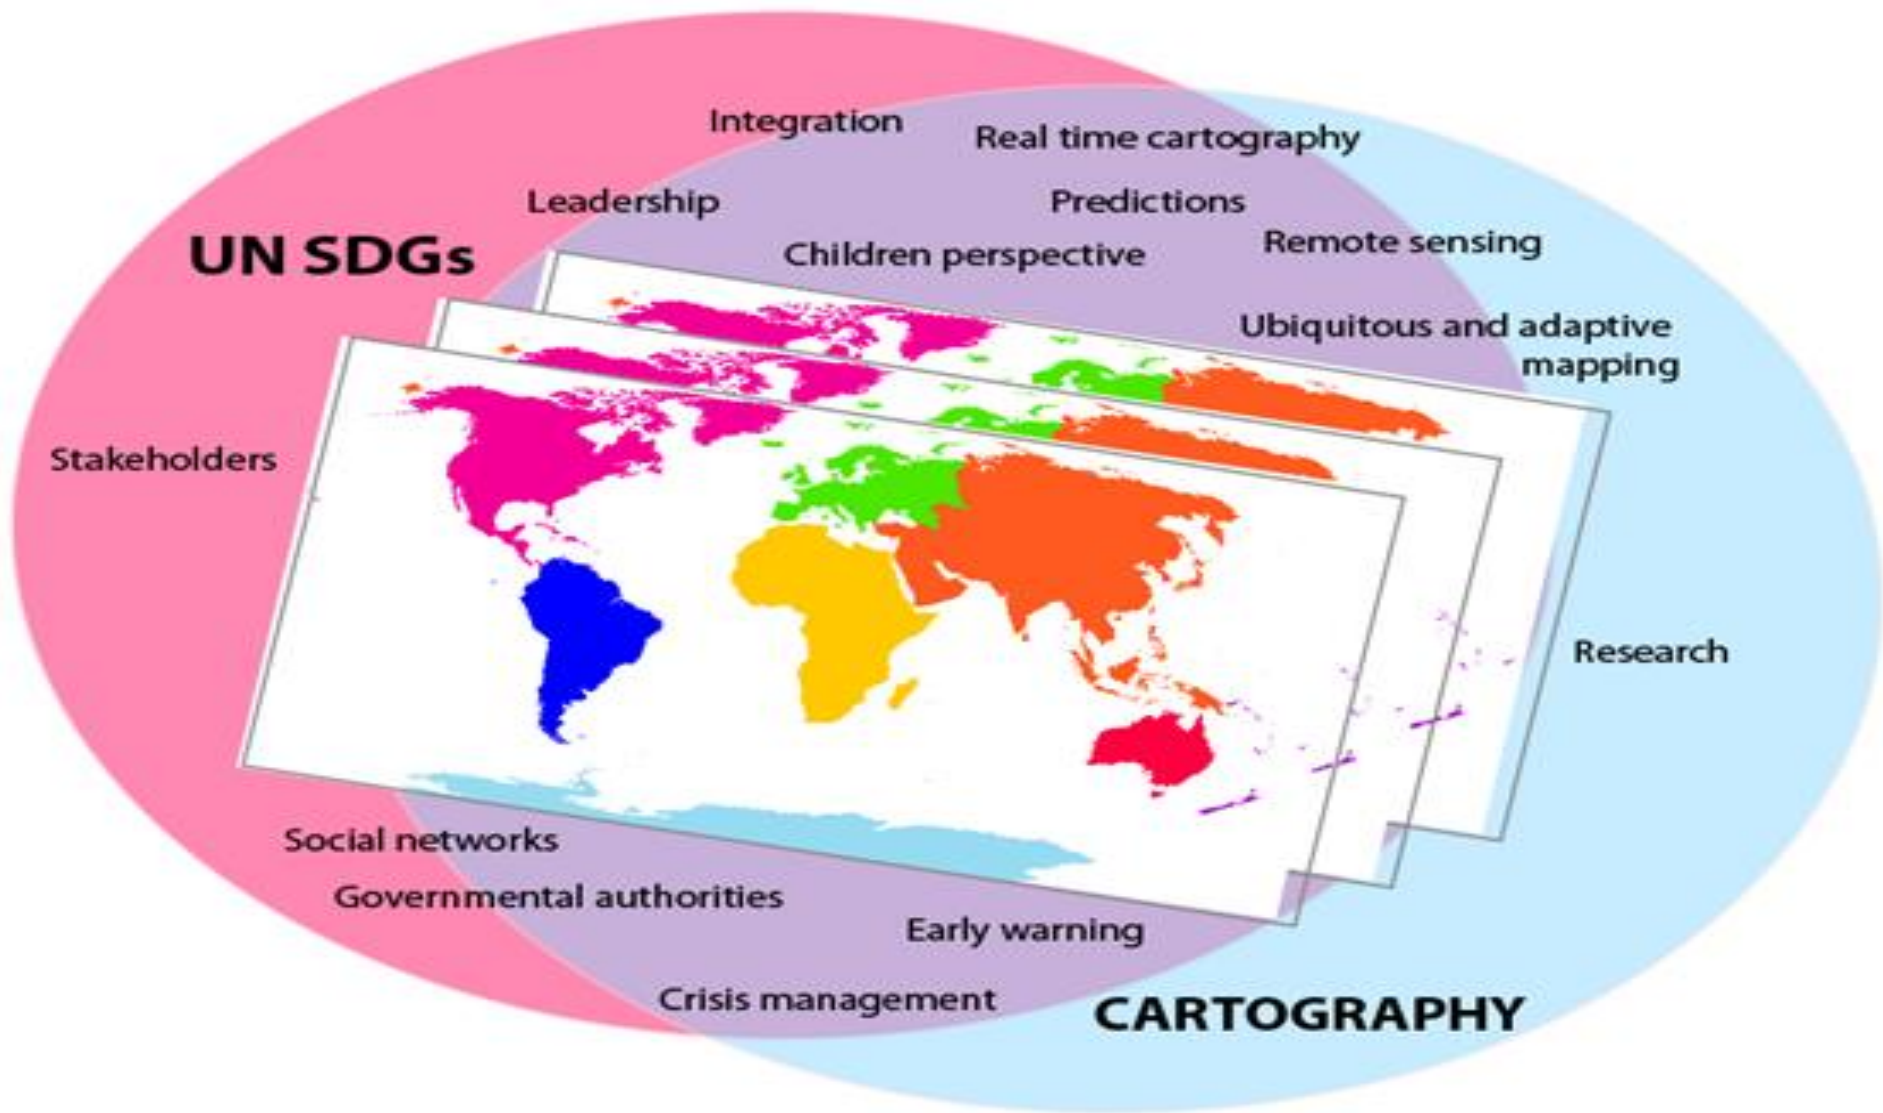 Integration
Real time cartography
Leadership
Predictions
UN SDGs
Children perspective
Remote sensing
Ubiquitous and adaptive
mapping
Stakeholders
Research
Social networks
Governmental authorities
Early warning
Crisis management
CARTOGRAPHY